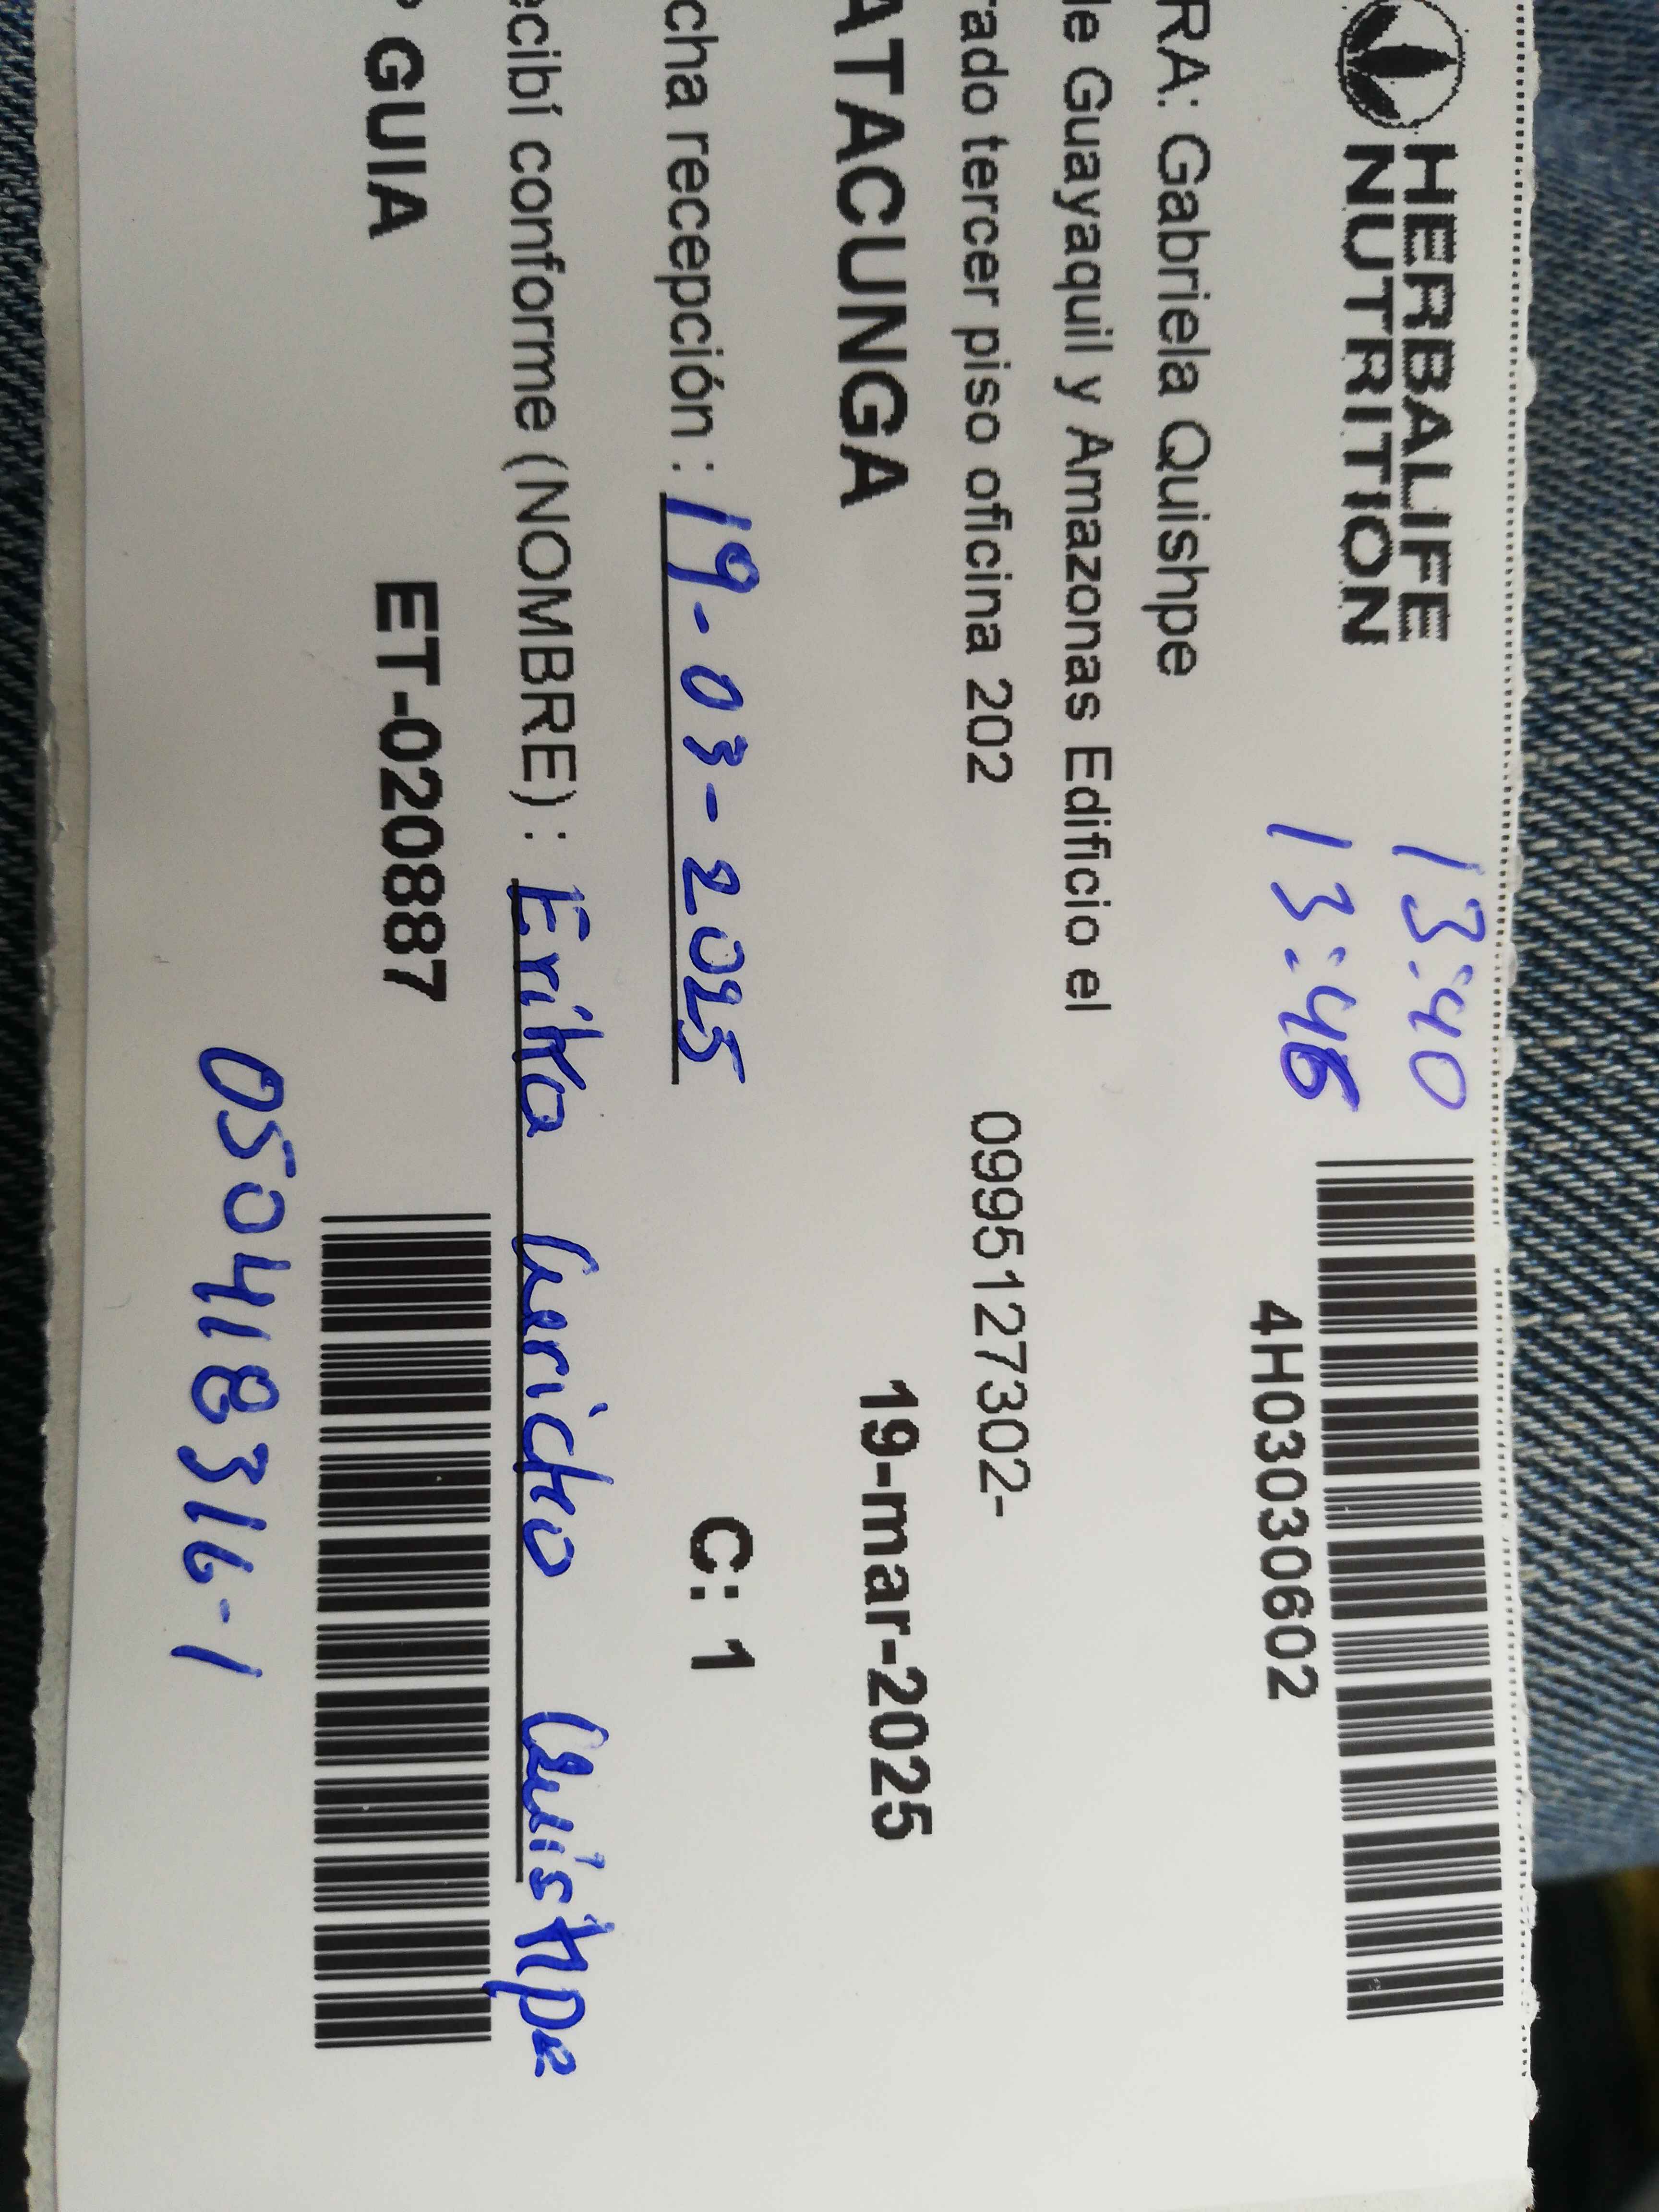 HERBALIFE
NUTRITION
13:40
13:46
4H03030602
RA: Gabriela Quishpe
le Guayaquil y Amazonas Edificio el
rado tercer piso oficina 202
0995127302-
ATACUNGA
19-mar-2025
cha recepción : 19-03-2025
C: 1
ecibí conforme (NOMBRE) : Erika Quishpe
GUIA
ET-020887
050418316-1